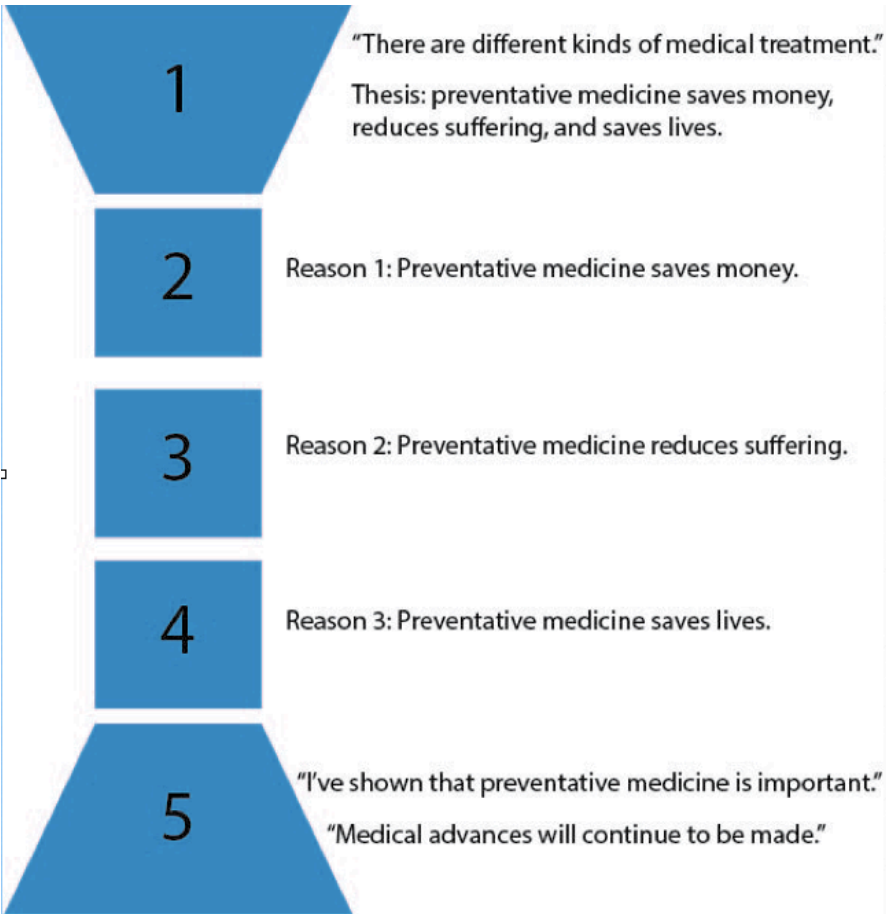 1
“There are different kinds of medical treatment.”
Thesis: preventative medicine saves money,
reduces suffering, and saves lives.
2
Reason 1: Preventative medicine saves money.
3
Reason 2: Preventative medicine reduces suffering.
4
Reason 3: Preventative medicine saves lives.
5
“I’ve shown that preventative medicine is important.”
“Medical advances will continue to be made.”